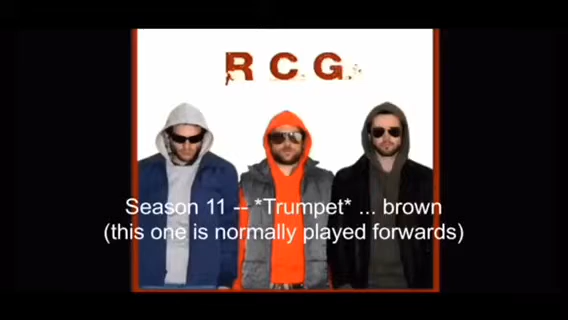 R.C.G.
Season 11 -- *Trumpet* ... brown
(this one is normally played forwards)